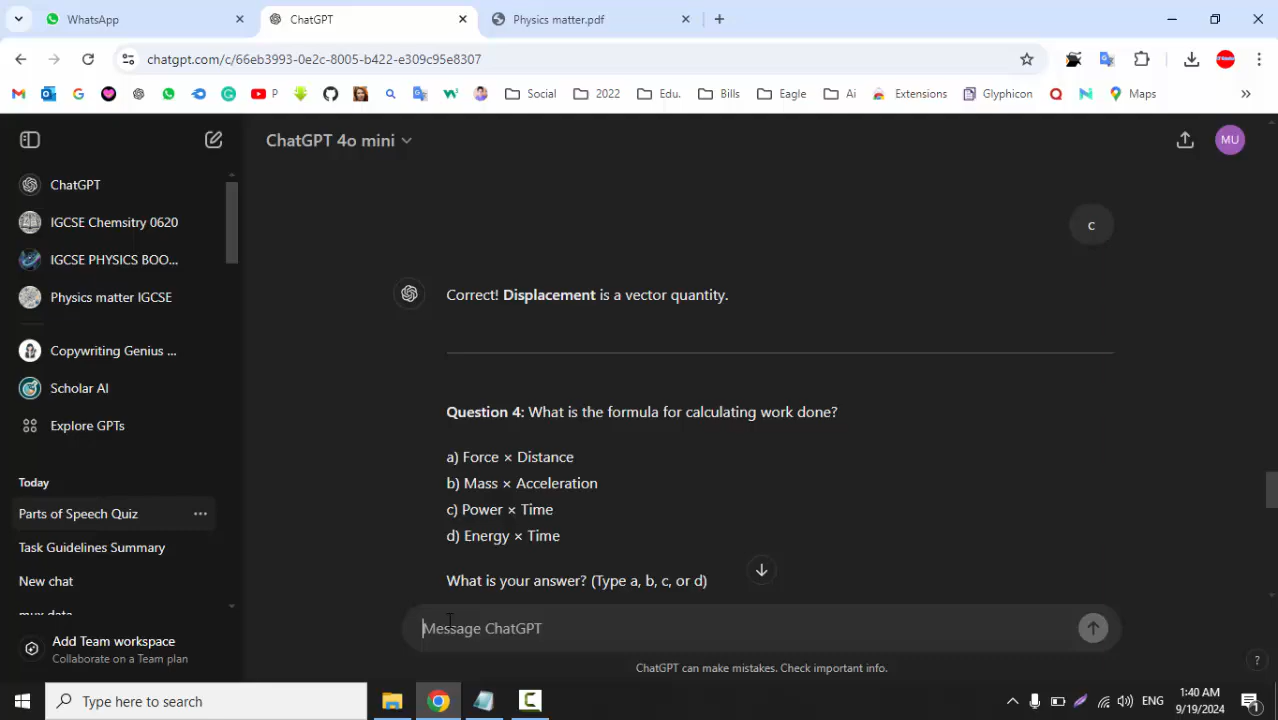 WhatsApp
ChatGPT
Physics matter.pdf
chatgpt.com/c/66eb3993-0e2c-8005-b422-e309c95e8307
P
Social
2022
Edu.
Bills
Eagle
Ai
Extensions
Glyphicon
Maps
ChatGPT 4o mini
MU
ChatGPT
IGCSE Chemsitry 0620
IGCSE PHYSICS BOO...
Physics matter IGCSE
Copywriting Genius ...
Scholar AI
Explore GPTs
Today
Parts of Speech Quiz
Task Guidelines Summary
New chat
mux data
Add Team workspace
Collaborate on a Team plan
c
Correct! Displacement is a vector quantity.
Question 4: What is the formula for calculating work done?
a) Force × Distance
b) Mass × Acceleration
c) Power × Time
d) Energy × Time
What is your answer? (Type a, b, c, or d)
Message ChatGPT
ChatGPT can make mistakes. Check important info.
?
Type here to search
ENG
1:40 AM
9/19/2024
1